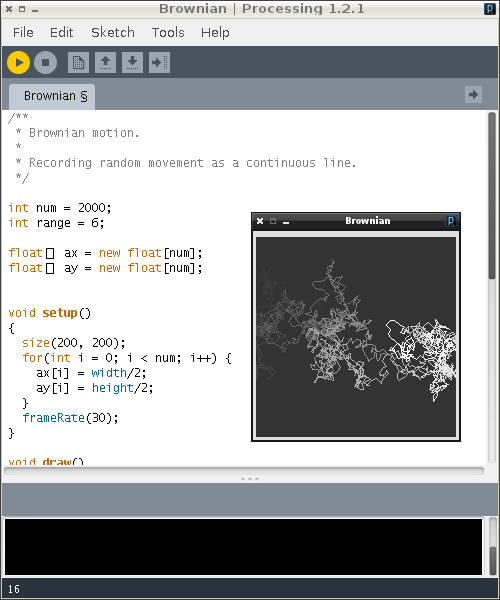 Brownian | Processing 1.2.1
File Edit Sketch Tools Help
Brownian §
/**
 * Brownian motion.
 *
 * Recording random movement as a continuous line.
 */
int num = 2000;
int range = 6;
float[] ax = new float[num];
float[] ay = new float[num];
void setup()
{
  size(200, 200);
  for(int i = 0; i < num; i++) {
    ax[i] = width/2;
    ay[i] = height/2;
  }
  frameRate(30);
}
void draw()
Brownian
16